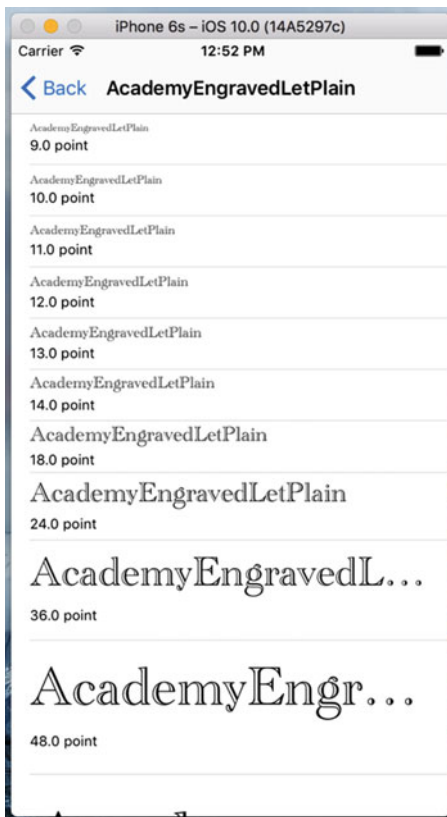 iPhone 6s – iOS 10.0 (14A5297c)
Carrier 12:52 PM
Back AcademyEngravedLetPlain
AcademyEngravedLetPlain
9.0 point
AcademyEngravedLetPlain
10.0 point
AcademyEngravedLetPlain
11.0 point
AcademyEngravedLetPlain
12.0 point
AcademyEngravedLetPlain
13.0 point
AcademyEngravedLetPlain
14.0 point
AcademyEngravedLetPlain
18.0 point
AcademyEngravedLetPlain
24.0 point
AcademyEngravedL...
36.0 point
AcademyEngr...
48.0 point